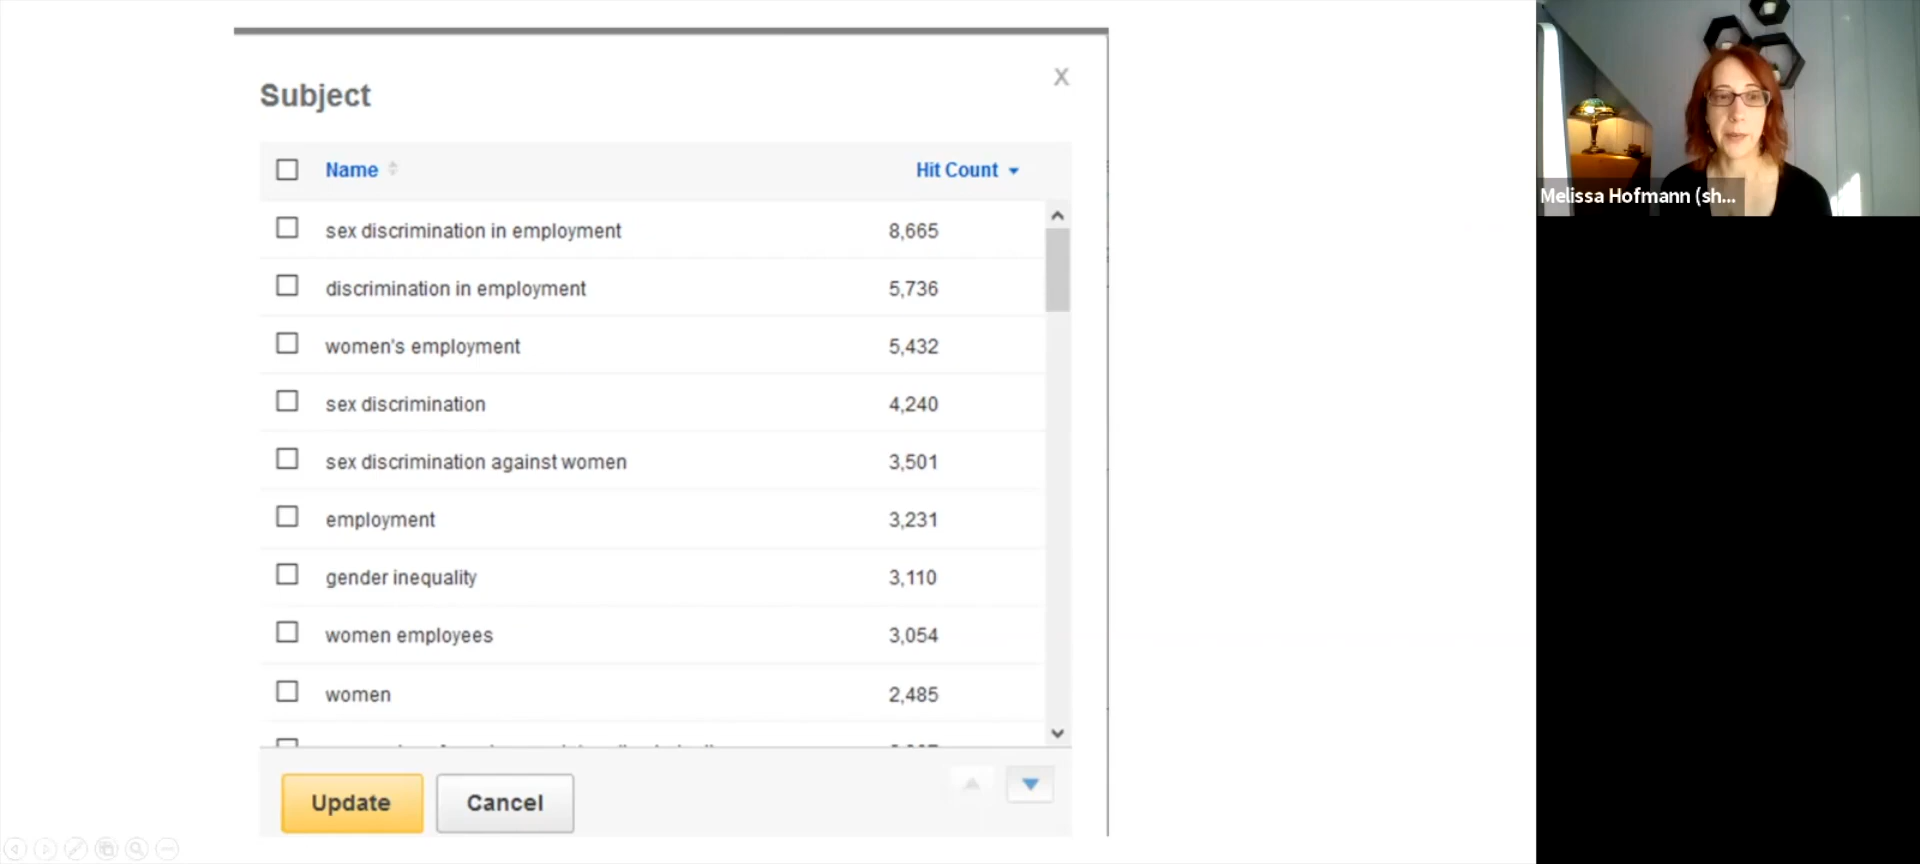 Subject
X
Name
Hit Count
sex discrimination in employment 8,665
discrimination in employment 5,736
women's employment 5,432
sex discrimination 4,240
sex discrimination against women 3,501
employment 3,231
gender inequality 3,110
women employees 3,054
women 2,485
Update
Cancel
Melissa Hofmann (sh...